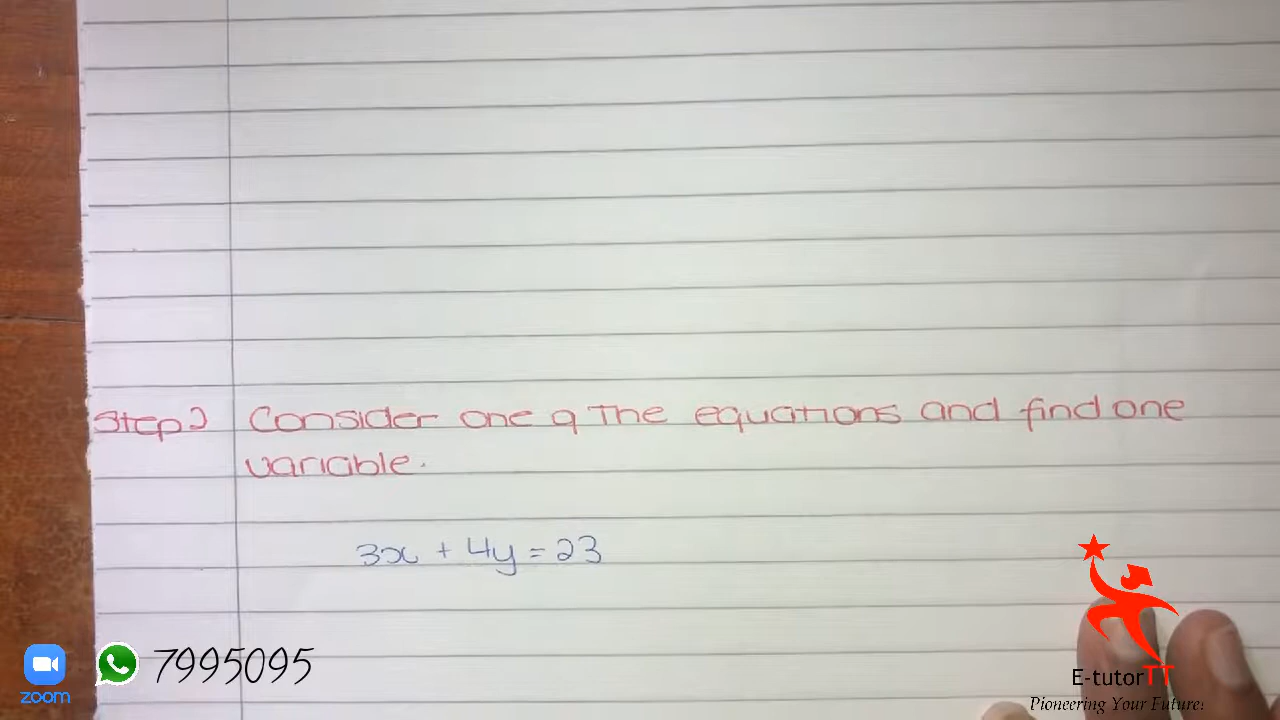 Step 2 Consider one of the equations and find one
variable.
3x + 4y = 23
7995095
zoom
E-tutorTT
Pioneering Your Future!